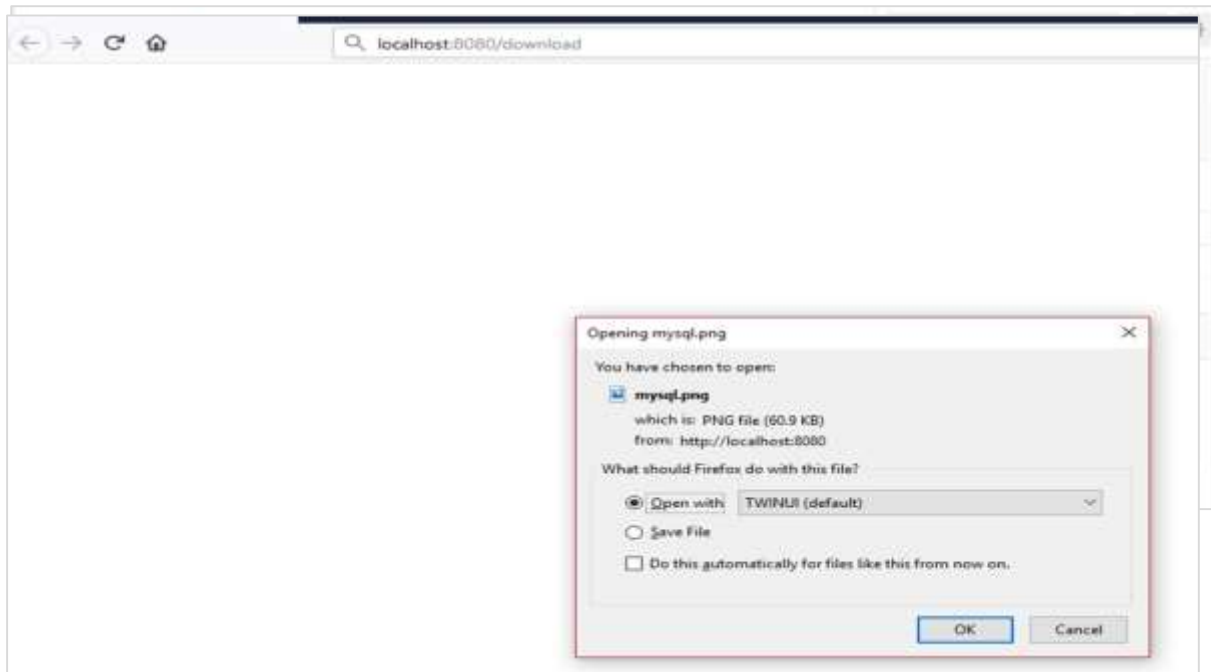 localhost:8080/download
Opening mysql.png
You have chosen to open:
mysql.png
which is: PNG file (60.9 KB)
from: http://localhost:8080
What should Firefox do with this file?
Open with TWINUI (default)
Save File
Do this automatically for files like this from now on.
OK Cancel